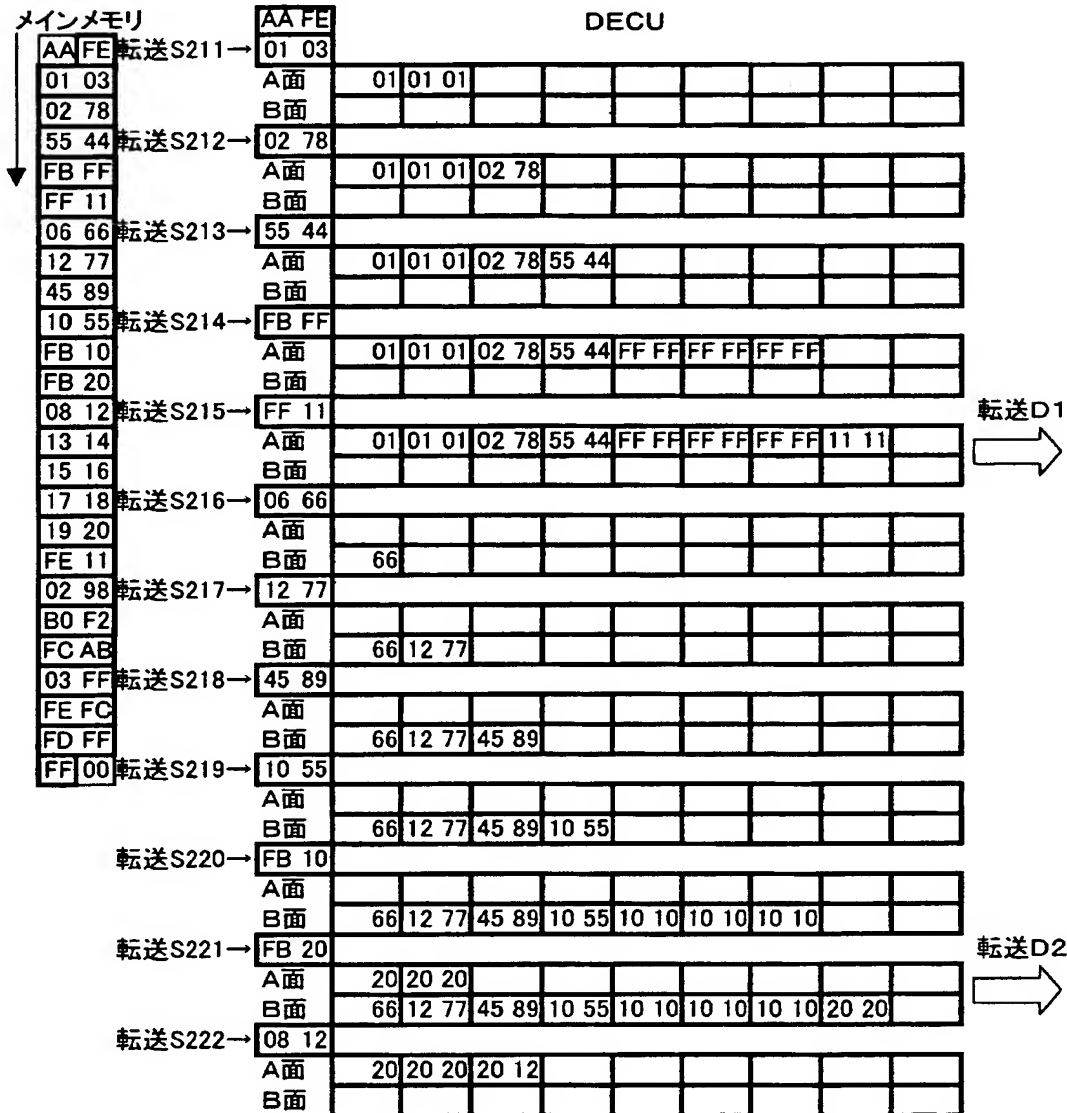 メインメモリ AA FE DECU
AA FE 転送S211→ 01 03
01 03 A面 01 01 01
02 78 B面
55 44 転送S212→ 02 78
FB FF A面 01 01 01 02 78
FF 11 B面
06 66 転送S213→ 55 44
12 77 A面 01 01 01 02 78 55 44
45 89 B面
10 55 転送S214→ FB FF
FB 10 A面 01 01 01 02 78 55 44 FF FF FF FF FF FF
FB 20 B面
08 12 転送S215→ FF 11 転送D1
13 14 A面 01 01 01 02 78 55 44 FF FF FF FF FF FF 11 11
15 16 B面
17 18 転送S216→ 06 66
19 20 A面
FE 11 B面 66
02 98 転送S217→ 12 77
B0 F2 A面
FC AB B面 66 12 77
03 FF 転送S218→ 45 89
FE FC A面
FD FF B面 66 12 77 45 89
FF 00 転送S219→ 10 55
A面
B面 66 12 77 45 89 10 55
転送S220→ FB 10
A面
B面 66 12 77 45 89 10 55 10 10 10 10 10 10
転送S221→ FB 20 転送D2
A面 20 20 20
B面 66 12 77 45 89 10 55 10 10 10 10 10 10 20 20
転送S222→ 08 12
A面 20 20 20 20 12
B面